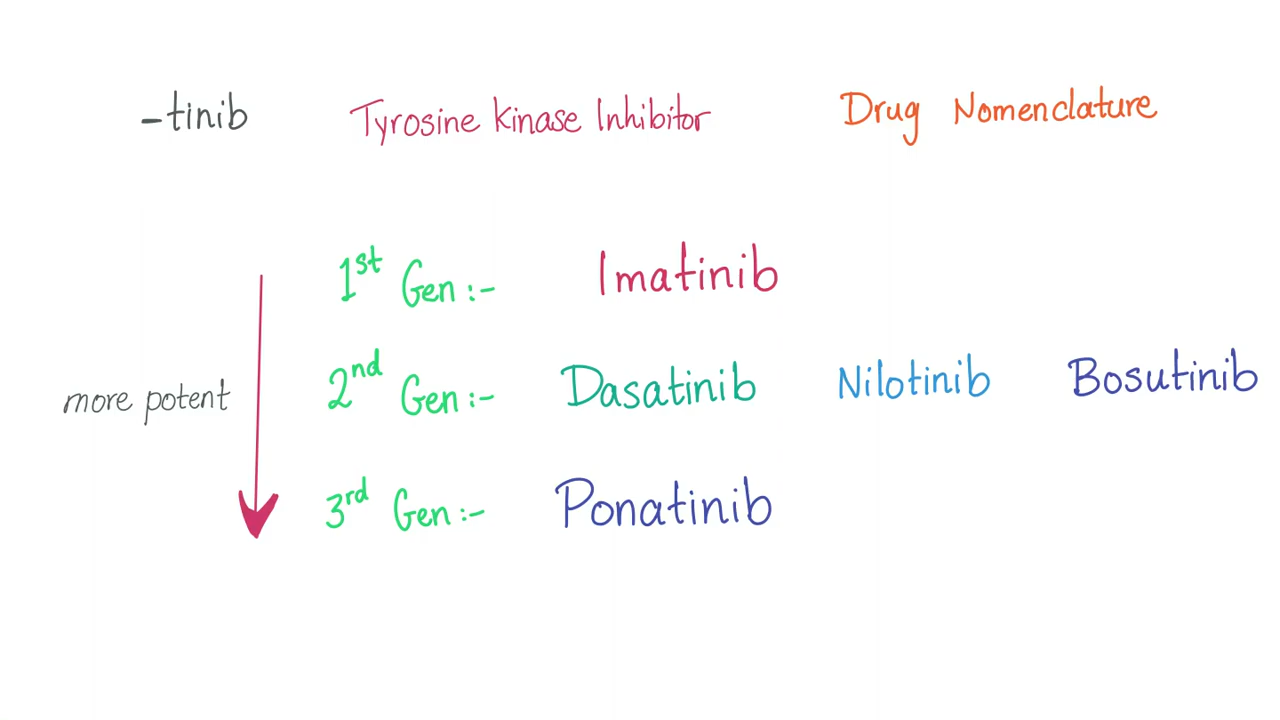 -tinib Tyrosine Kinase Inhibitor Drug Nomenclature
1st Gen :- Imatinib
more potent 2nd Gen :- Dasatinib Nilotinib Bosutinib
3rd Gen :- Ponatinib